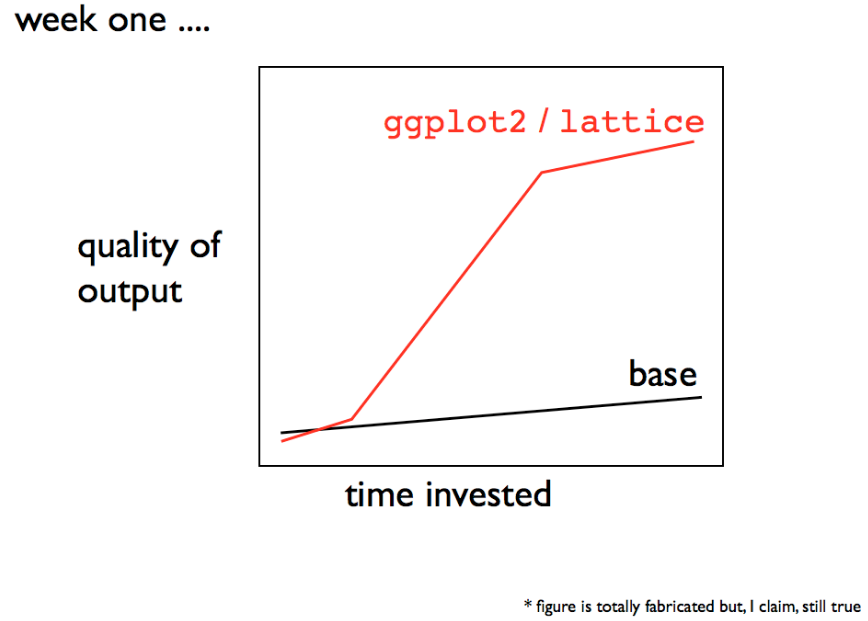 week one ....
ggplot2 / lattice
quality of
output
base
time invested
* figure is totally fabricated but, I claim, still true